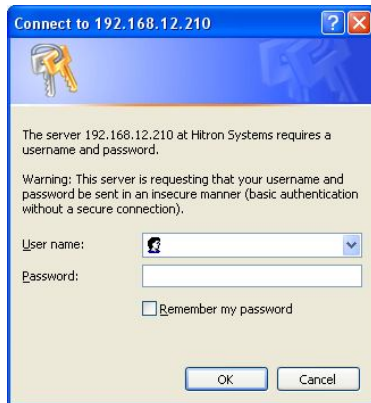 Connect to 192.168.12.210
The server 192.168.12.210 at Hitron Systems requires a
username and password.
Warning: This server is requesting that your username and
password be sent in an insecure manner (basic authentication
without a secure connection).
User name:
Password:
Remember my password
OK Cancel